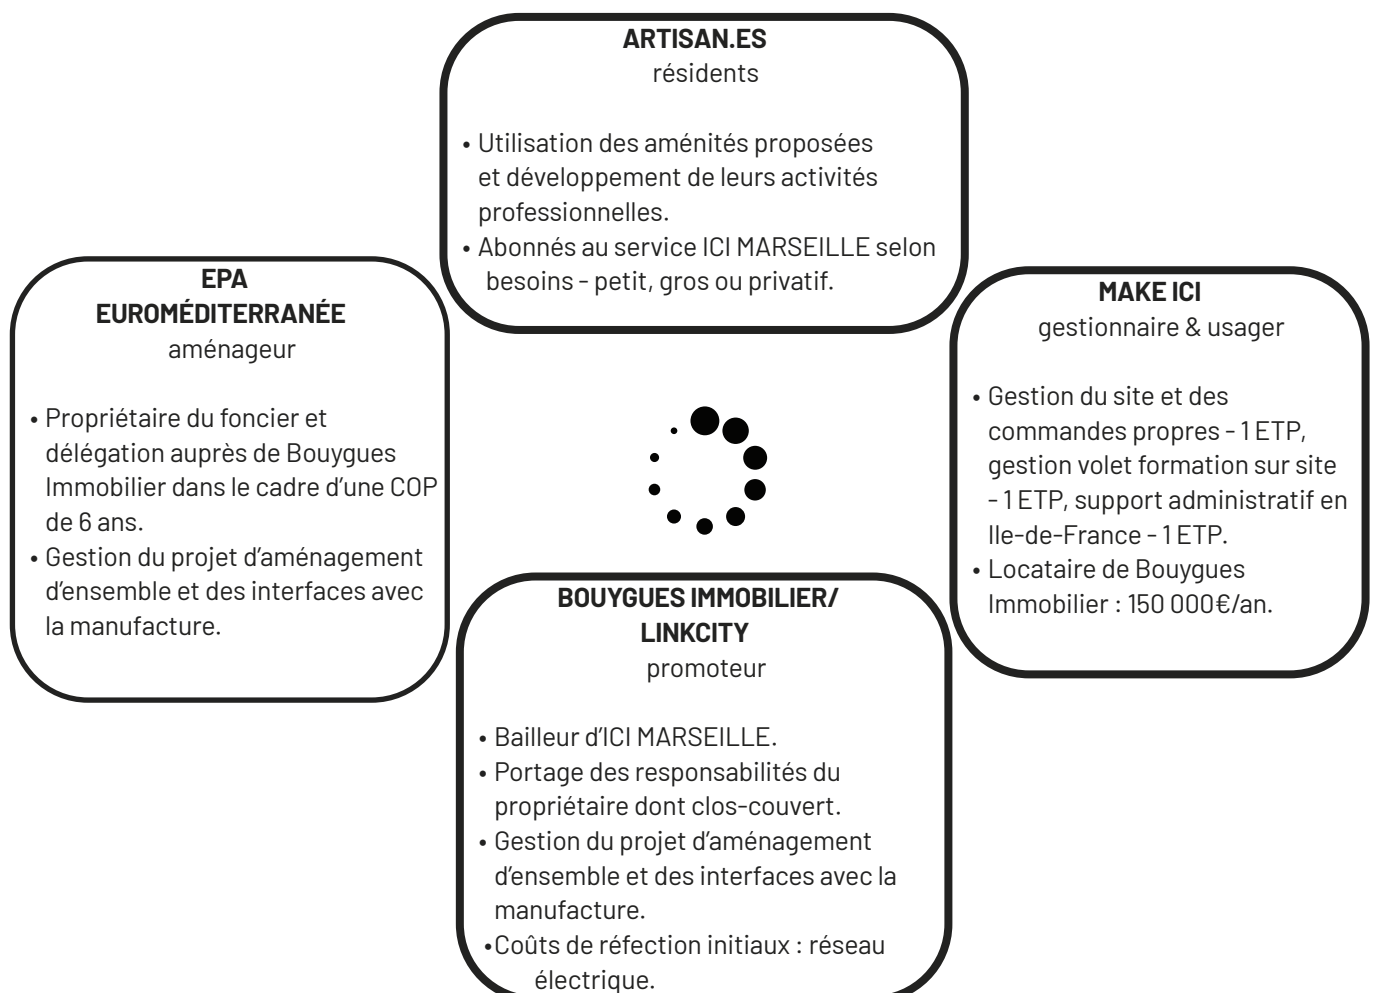 ARTISAN.ES
résidents
• Utilisation des aménités proposées
et développement de leurs activités
professionnelles.
• Abonnés au service ICI MARSEILLE selon
besoins - petit, gros ou privatif.
EPA
EUROMÉDITERRANÉE
aménageur
• Propriétaire du foncier et
délégation auprès de Bouygues
Immobilier dans le cadre d'une COP
de 6 ans.
• Gestion du projet d'aménagement
d'ensemble et des interfaces avec
la manufacture.
MAKE ICI
gestionnaire & usager
• Gestion du site et des
commandes propres - 1 ETP,
gestion volet formation sur site
- 1 ETP, support administratif en
Ile-de-France - 1 ETP.
• Locataire de Bouygues
Immobilier : 150 000€/an.
BOUYGUES IMMOBILIER/
LINKCITY
promoteur
• Bailleur d'ICI MARSEILLE.
• Portage des responsabilités du
propriétaire dont clos-couvert.
• Gestion du projet d'aménagement
d'ensemble et des interfaces avec la
manufacture.
•Coûts de réfection initiaux : réseau
électrique.